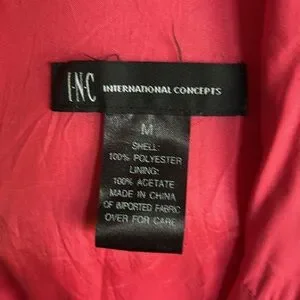 I·N·C INTERNATIONAL CONCEPTS
M
SHELL:
100% POLYESTER
LINING:
100% ACETATE
MADE IN CHINA
OF IMPORTED FABRIC
OVER FOR CARE